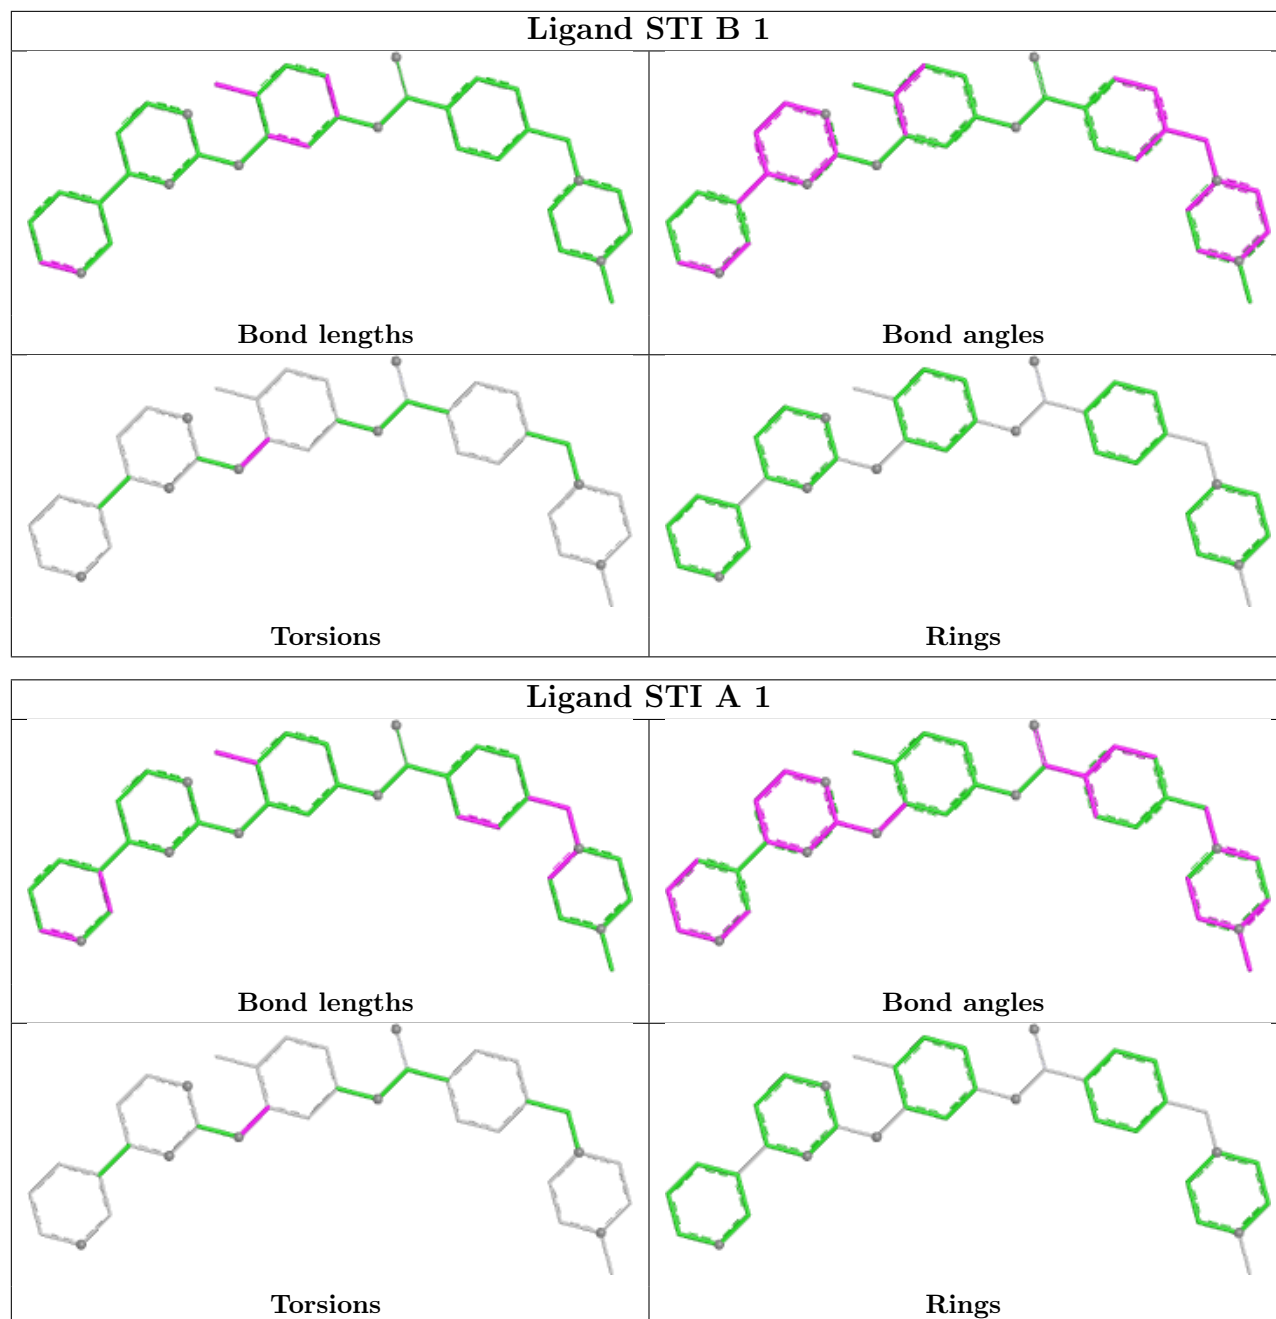 Ligand STI B 1
Bond lengths
Bond angles
Torsions
Rings
Ligand STI A 1
Bond lengths
Bond angles
Torsions
Rings